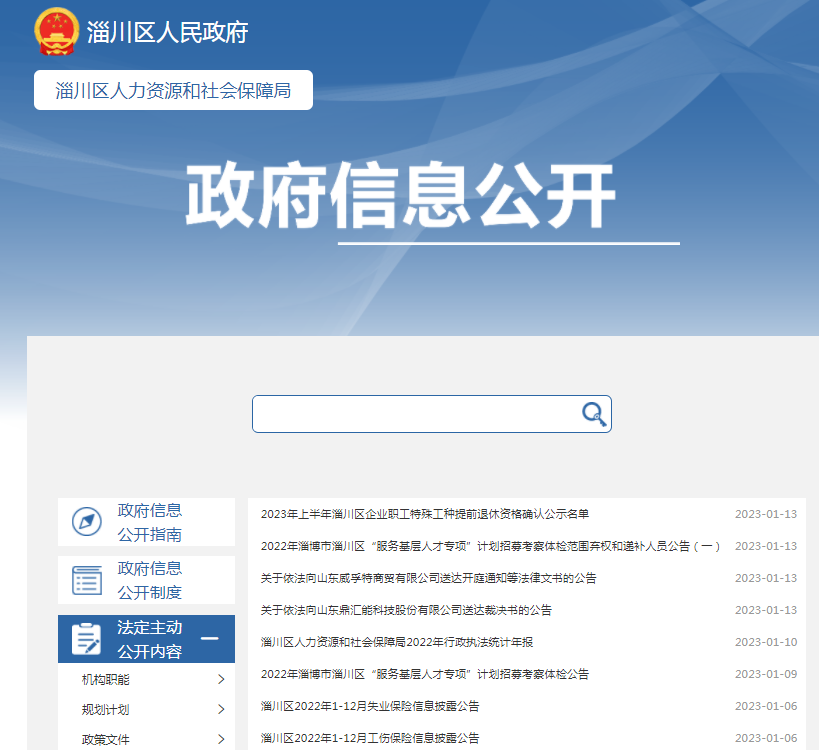 淄川区人民政府
淄川区人力资源和社会保障局
政府信息公开
政府信息
公开指南
政府信息
公开制度
法定主动
公开内容
机构职能
规划计划
政策文件
2023年上半年淄川区企业职工特殊工种提前退休资格确认公示名单 2023-01-13
2022年淄博市淄川区“服务基层人才专项”计划招募考察体检范围弃权和递补人员公告（一） 2023-01-13
关于依法向山东威孚特商贸有限公司送达开庭通知等法律文书的公告 2023-01-13
关于依法向山东鼎汇能科技股份有限公司送达裁决书的公告 2023-01-13
淄川区人力资源和社会保障局2022年行政执法统计年报 2023-01-10
2022年淄博市淄川区“服务基层人才专项”计划招募考察体检公告 2023-01-09
淄川区2022年1-12月失业保险信息披露公告 2023-01-06
淄川区2022年1-12月工伤保险信息披露公告 2023-01-06